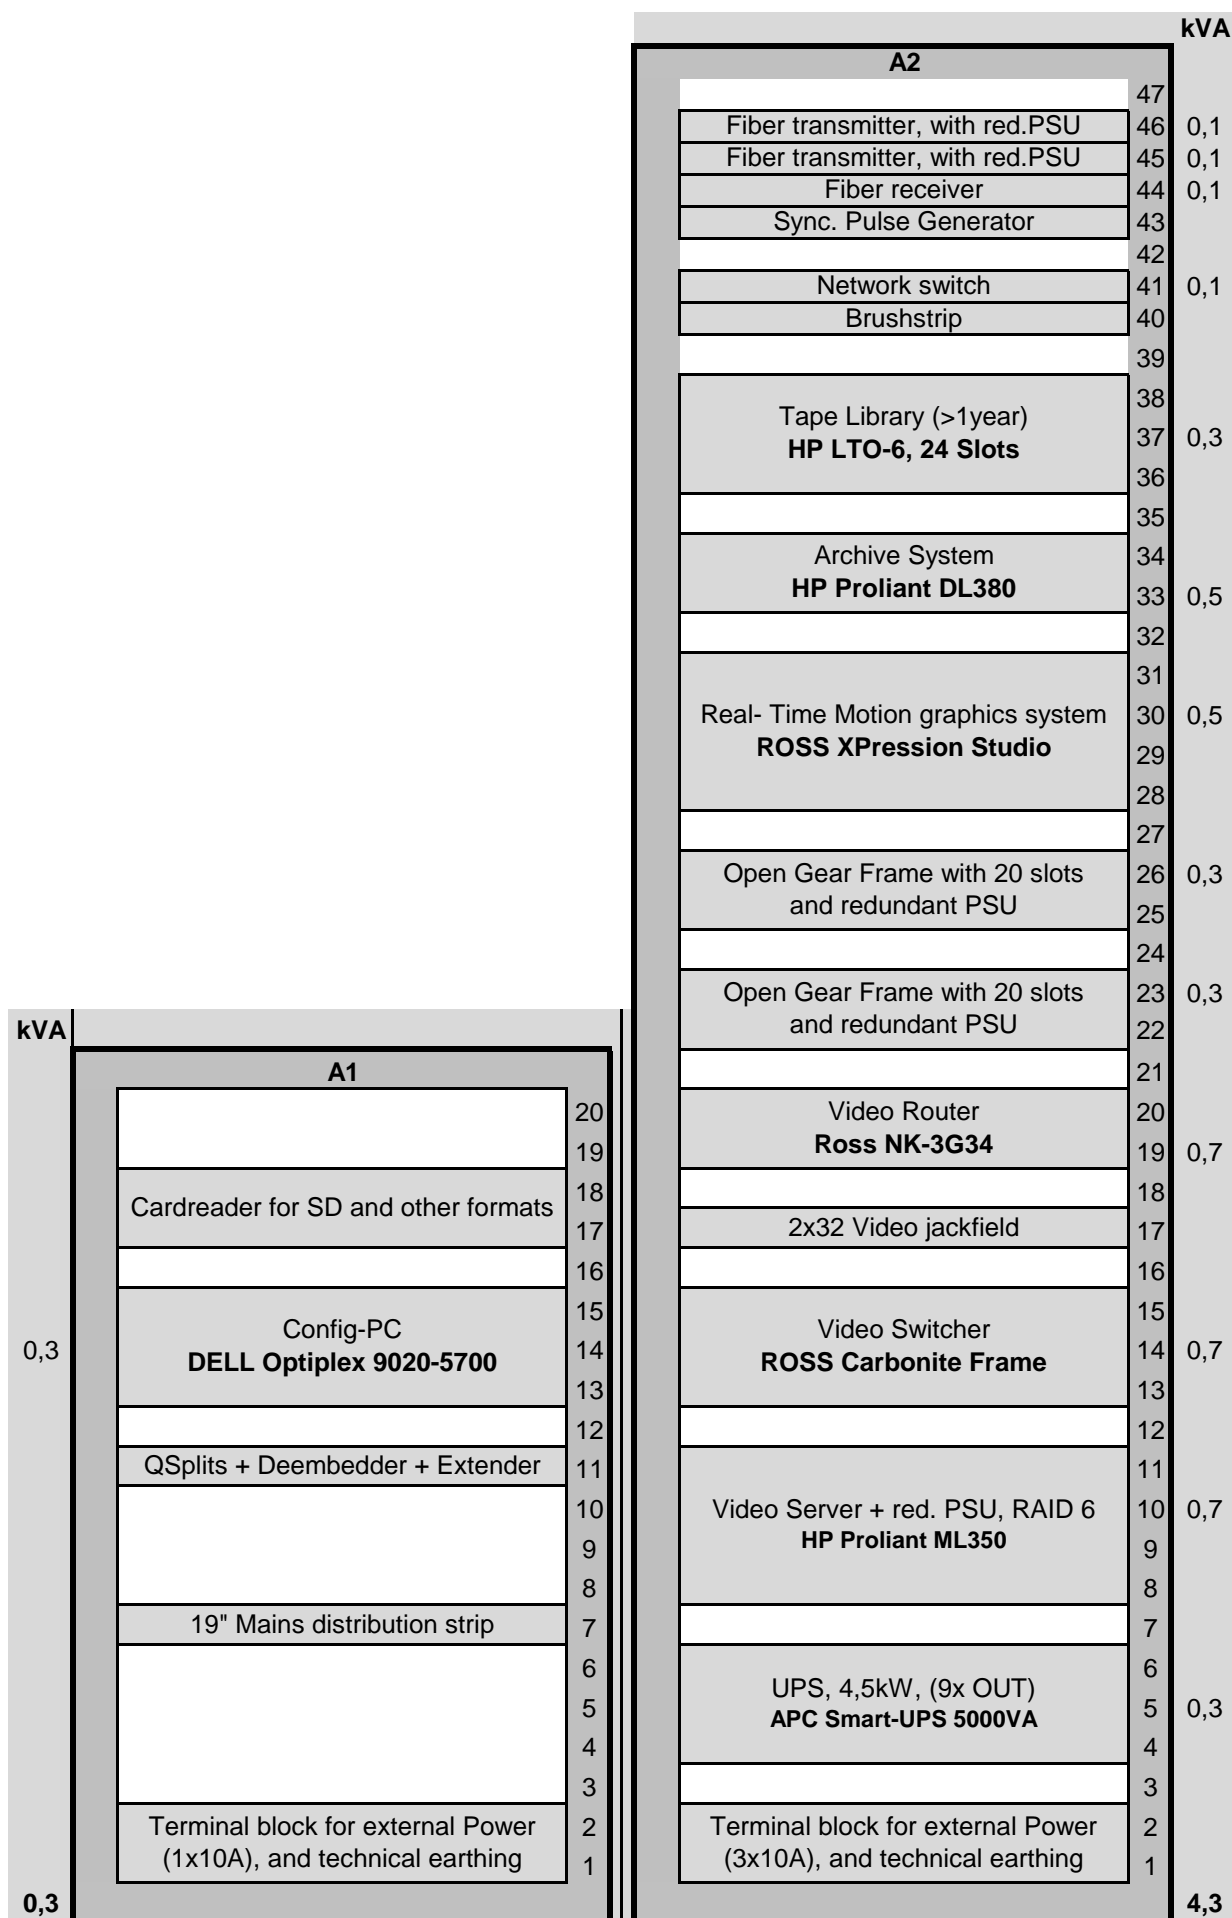 kVA
A2
47
Fiber transmitter, with red.PSU 46 0,1
Fiber transmitter, with red.PSU 45 0,1
Fiber receiver 44 0,1
Sync. Pulse Generator 43
42
Network switch 41 0,1
Brushstrip 40
39
38
Tape Library (>1year)
HP LTO-6, 24 Slots 37 0,3
36
35
Archive System 34
HP Proliant DL380 33 0,5
32
31
Real- Time Motion graphics system 30 0,5
ROSS XPression Studio 29
28
27
Open Gear Frame with 20 slots 26 0,3
and redundant PSU 25
24
Open Gear Frame with 20 slots 23 0,3
and redundant PSU 22
21
Video Router 20
Ross NK-3G34 19 0,7
18
2x32 Video jackfield 17
16
15
Video Switcher
ROSS Carbonite Frame 14 0,7
13
12
11
Video Server + red. PSU, RAID 6 10 0,7
HP Proliant ML350 9
8
7
6
UPS, 4,5kW, (9x OUT)
APC Smart-UPS 5000VA 5 0,3
4
3
Terminal block for external Power 2
(3x10A), and technical earthing 1
4,3
kVA
A1
20
19
18
Cardreader for SD and other formats
17
16
15
Config-PC
0,3 DELL Optiplex 9020-5700 14
13
12
QSplits + Deembedder + Extender 11
10
9
8
19" Mains distribution strip 7
6
5
4
3
Terminal block for external Power 2
(1x10A), and technical earthing 1
0,3